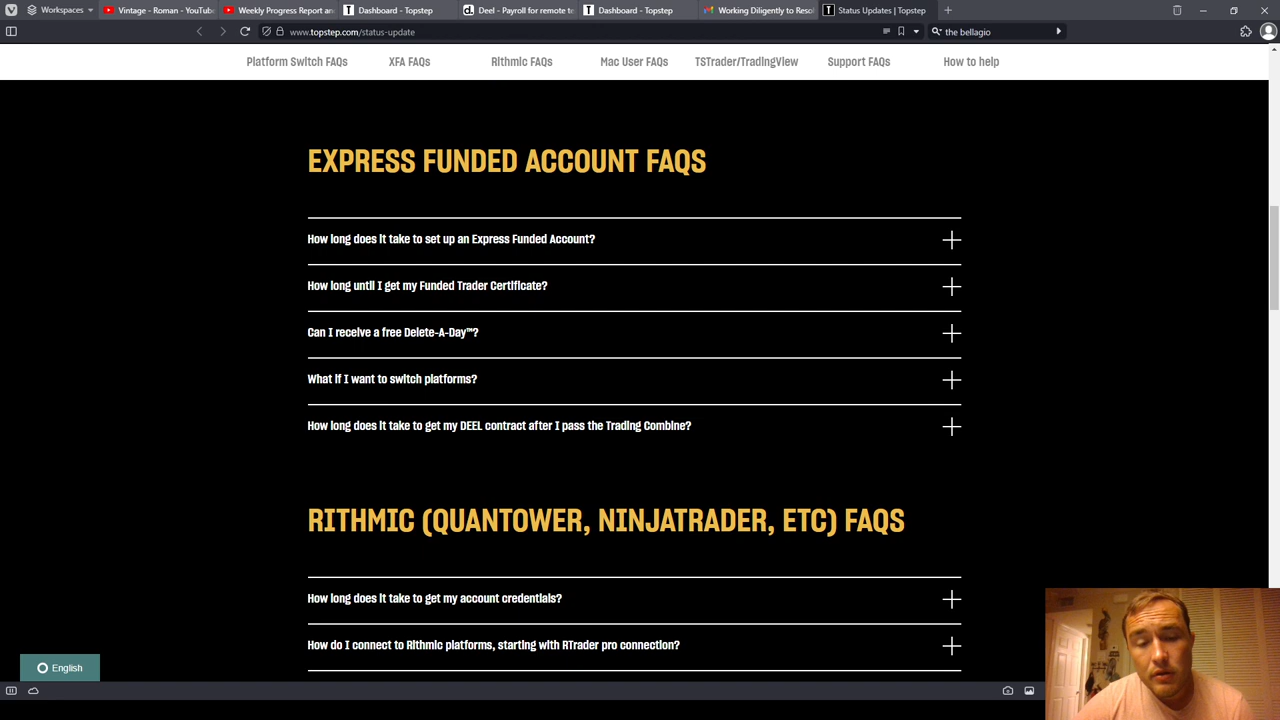 Workspaces
Vintage - Roman - YouTub
Weekly Progress Report an
Dashboard - Topstep
Deel - Payroll for remote te
Dashboard - Topstep
Working Diligently to Resol
Status Updates | Topstep
www.topstep.com/status-update
the bellagio
Platform Switch FAQs
XFA FAQs
Rithmic FAQs
Mac User FAQs
TSTrader/TradingView
Support FAQs
How to help
EXPRESS FUNDED ACCOUNT FAQS
How long does it take to set up an Express Funded Account?
How long until I get my Funded Trader Certificate?
Can I receive a free Delete-A-Day™?
What if I want to switch platforms?
How long does it take to get my DEEL contract after I pass the Trading Combine?
RITHMIC (QUANTOWER, NINJATRADER, ETC) FAQS
How long does it take to get my account credentials?
How do I connect to Rithmic platforms, starting with RTrader pro connection?
English